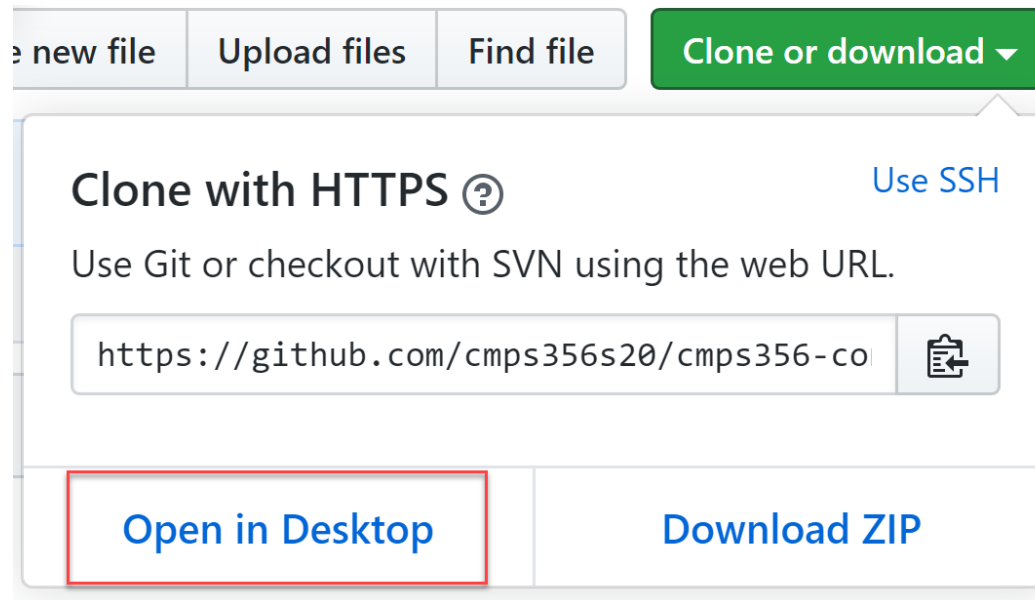 e new file Upload files Find file Clone or download
Clone with HTTPS ? Use SSH
Use Git or checkout with SVN using the web URL.
https://github.com/cmps356s20/cmps356-co
Open in Desktop Download ZIP